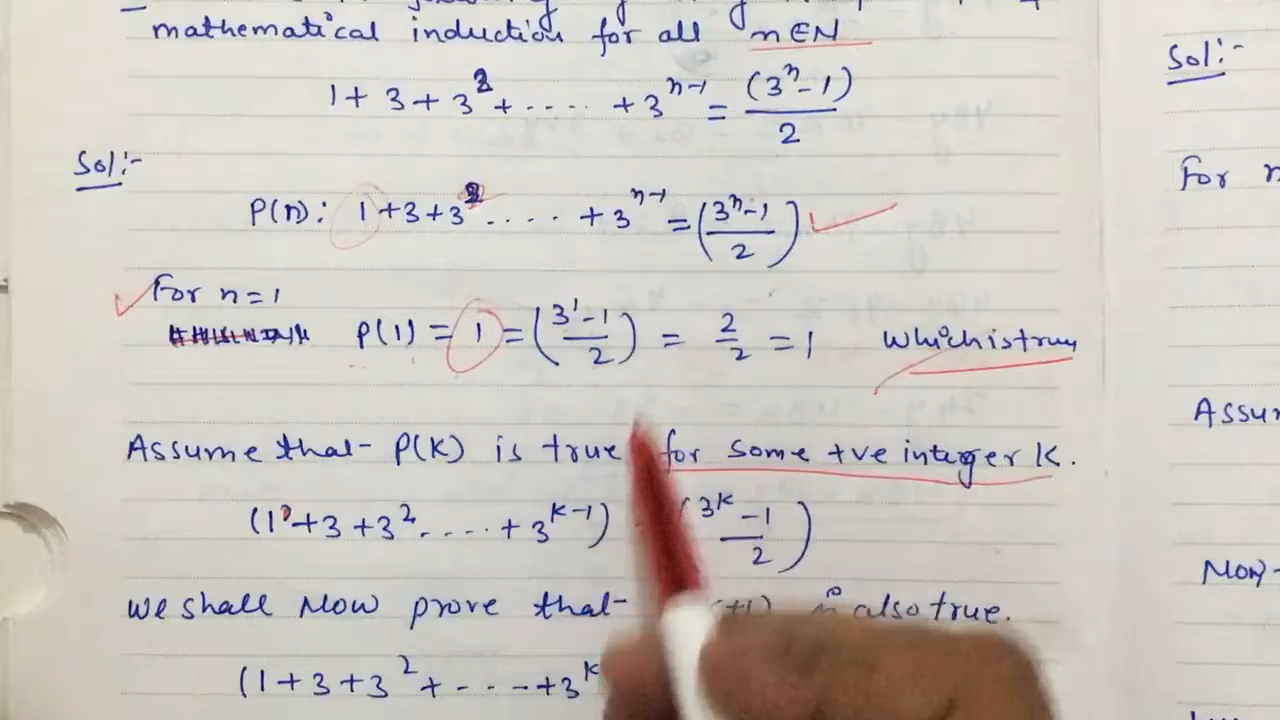 mathematical induction for all n∈N
1 + 3 + 3² + ..... + 3ⁿ⁻¹ = (3ⁿ-1)/2
Sol:-
P(n): 1 + 3 + 3² ..... + 3ⁿ⁻¹ = (3ⁿ-1 / 2)
For n = 1
P(1) = 1 = (3¹-1 / 2) = 2/2 = 1 which is true
Assume that P(K) is true for some +ve integer K.
+ 3 + 3² ..... + 3ᵏ⁻¹) (3ᵏ-1 / 2)
We shall Now prove that +1) is also true.
(1 + 3 + 3² + ----+3ᵏ
Sol:-
For n
Assu
Now